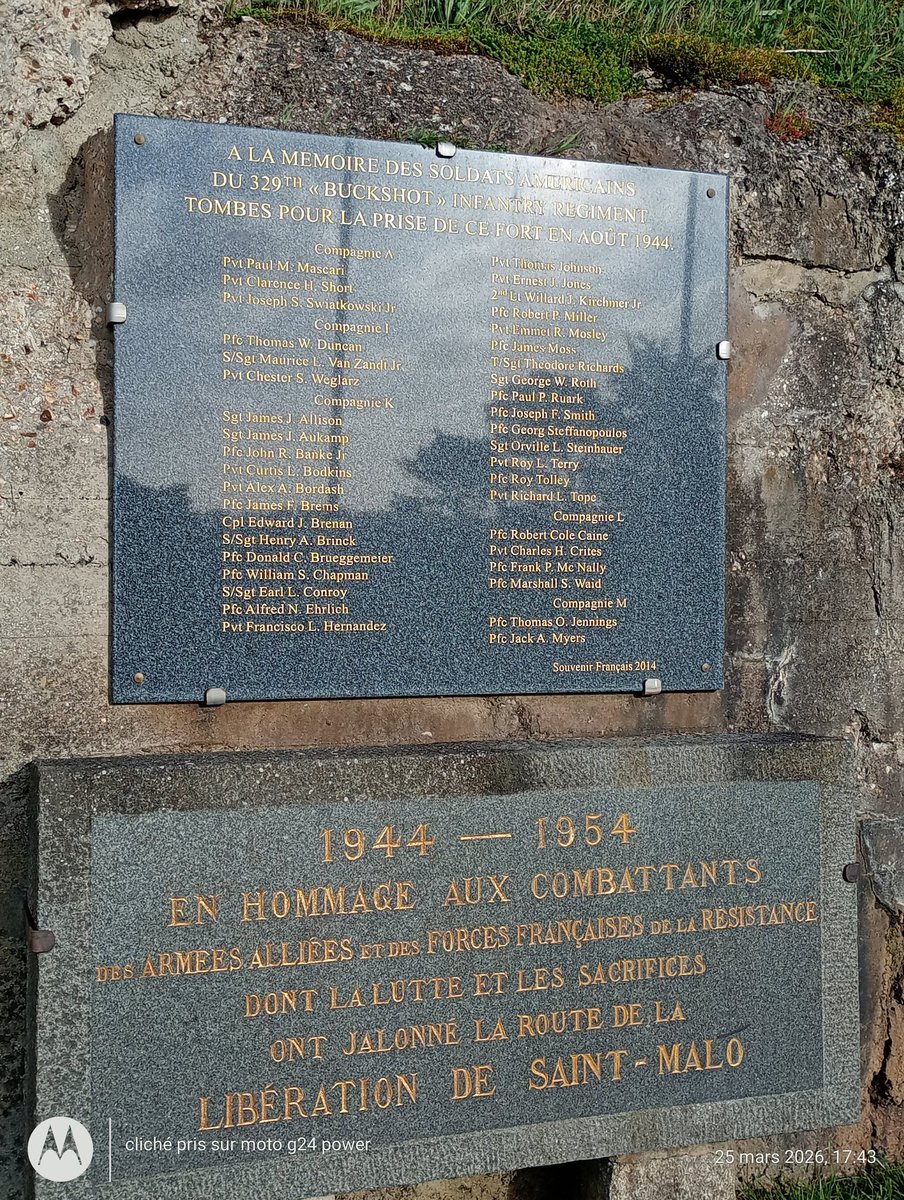 A LA MEMOIRE DES SOLDATS AMERICAINS
DU 329TH « BUCKSHOT » INFANTRY REGIMENT
TOMBES POUR LA PRISE DE CE FORT EN AOÛT 1944.
Compagnie A
Pvt Paul M. Mascari
Pvt Clarence H. Short
Pvt Joseph S. Swiatkowski Jr
Compagnie I
Pfc Thomas W. Duncan
S/Sgt Maurice L. Van Zandt Jr
Pvt Chester S. Weglarz
Compagnie K
Sgt James J. Allison
Sgt James J. Aukamp
Pfc John R. Banke Jr
Pvt Curtis L. Bodkins
Pvt Alex A. Bordash
Pfc James F. Brems
Cpl Edward J. Brenan
S/Sgt Henry A. Brinck
Pfc Donald C. Brueggemeier
Pfc William S. Chapman
S/Sgt Earl L. Conroy
Pfc Alfred N. Ehrlich
Pvt Francisco L. Hernandez
Pvt Thomas Johnson
Pvt Ernest J. Jones
2nd Lt Willard J. Kirchmer Jr
Pfc Robert P. Miller
Pvt Emmet R. Mosley
Pfc James Moss
T/Sgt Theodore Richards
Sgt George W. Roth
Pfc Paul P. Ruark
Pfc Joseph F. Smith
Pfc Georg Steffanopoulos
Sgt Orville L. Steinhauer
Pvt Roy L. Terry
Pfc Roy Tolley
Pvt Richard L. Tope
Compagnie L
Pfc Robert Cole Caine
Pvt Charles H. Crites
Pfc Frank P. Mc Nally
Pfc Marshall S. Waid
Compagnie M
Pfc Thomas O. Jennings
Pfc Jack A. Myers
Souvenir Français 2014
1944 — 1954
EN HOMMAGE AUX COMBATTANTS
DES ARMEES ALLIÉES ET DES FORCES FRANÇAISES DE LA RESISTANCE
DONT LA LUTTE ET LES SACRIFICES
ONT JALONNÉ LA ROUTE DE LA
LIBÉRATION DE SAINT-MALO
cliché pris sur moto g24 power
25 mars 2026, 17:43